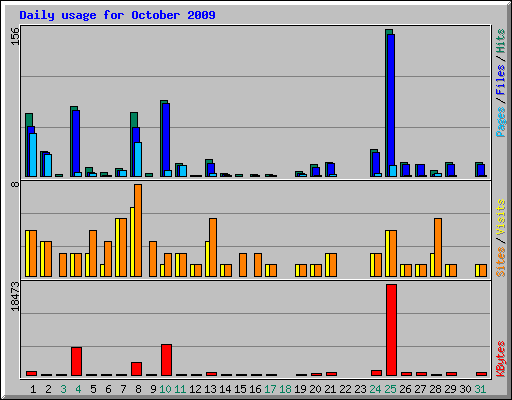 Daily usage for October 2009
156
Pages / Files / Hits
8
Sites / Visits
18473
KBytes
1 2 3 4 5 6 7 8 9 10 11 12 13 14 15 16 17 18 19 20 21 22 23 24 25 26 27 28 29 30 31